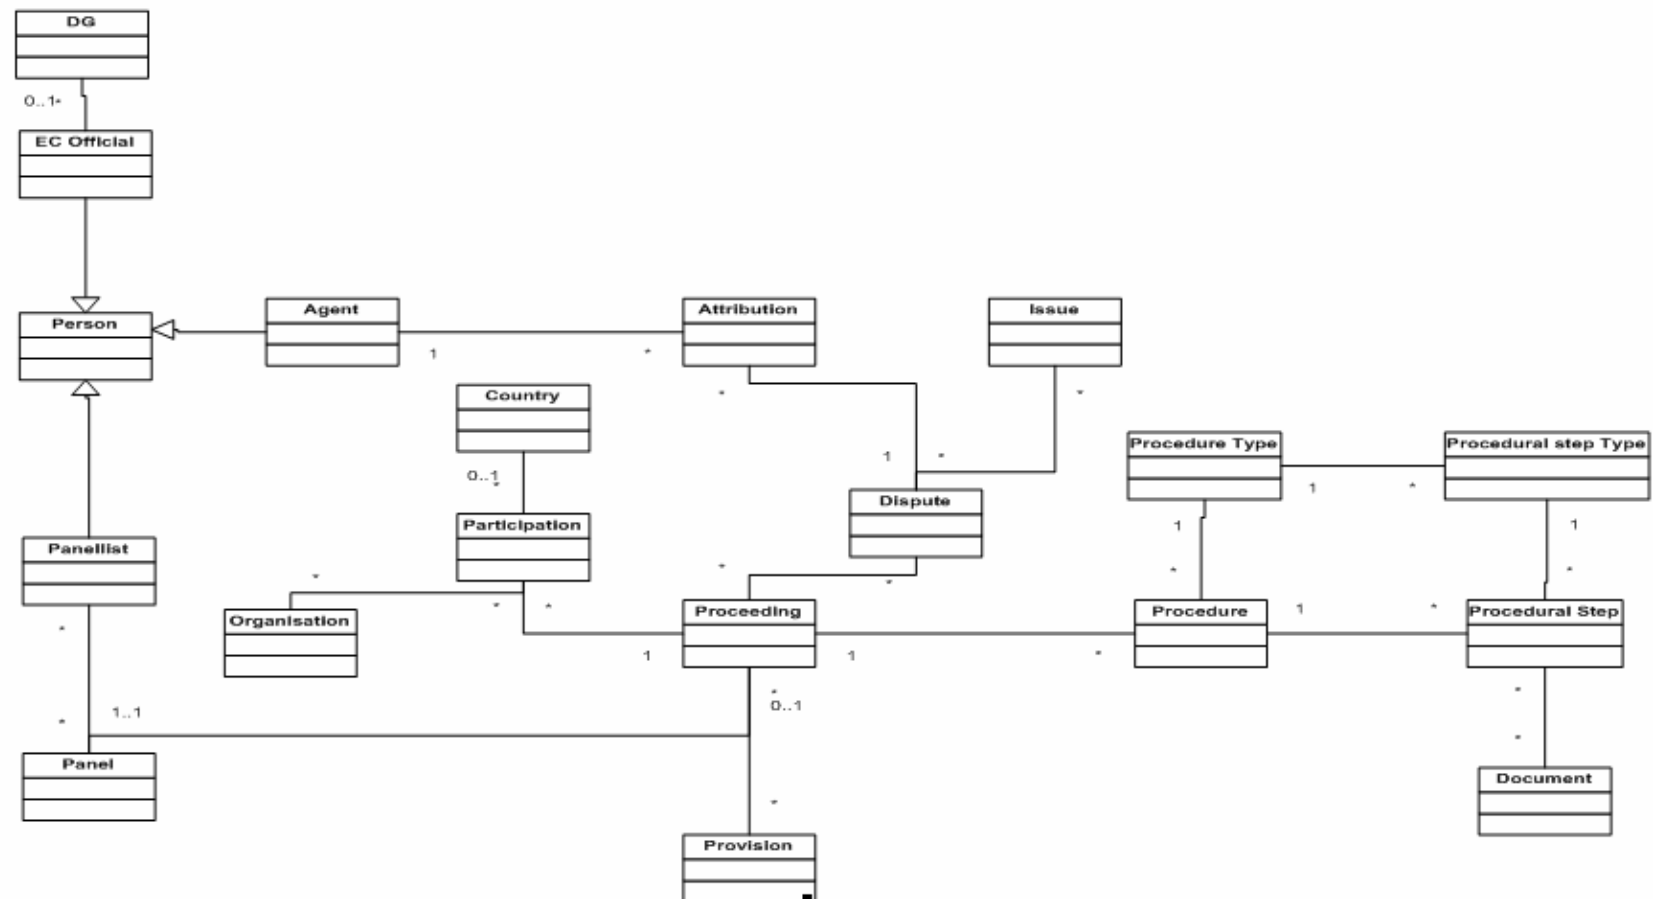 DG
0..1*
EC Official
Person
Agent
Attribution
Issue
1
*
Country
*
*
Procedure Type
Procedural step Type
0..1
*
1
*
1
*
Dispute
Participation
1
1
Panellist
*
*
*
*
*
*
*
Organisation
Proceeding
1
*
Procedure
Procedural Step
*
1
1
*
*
*
0..1
*
1..1
*
Panel
Document
*
Provision